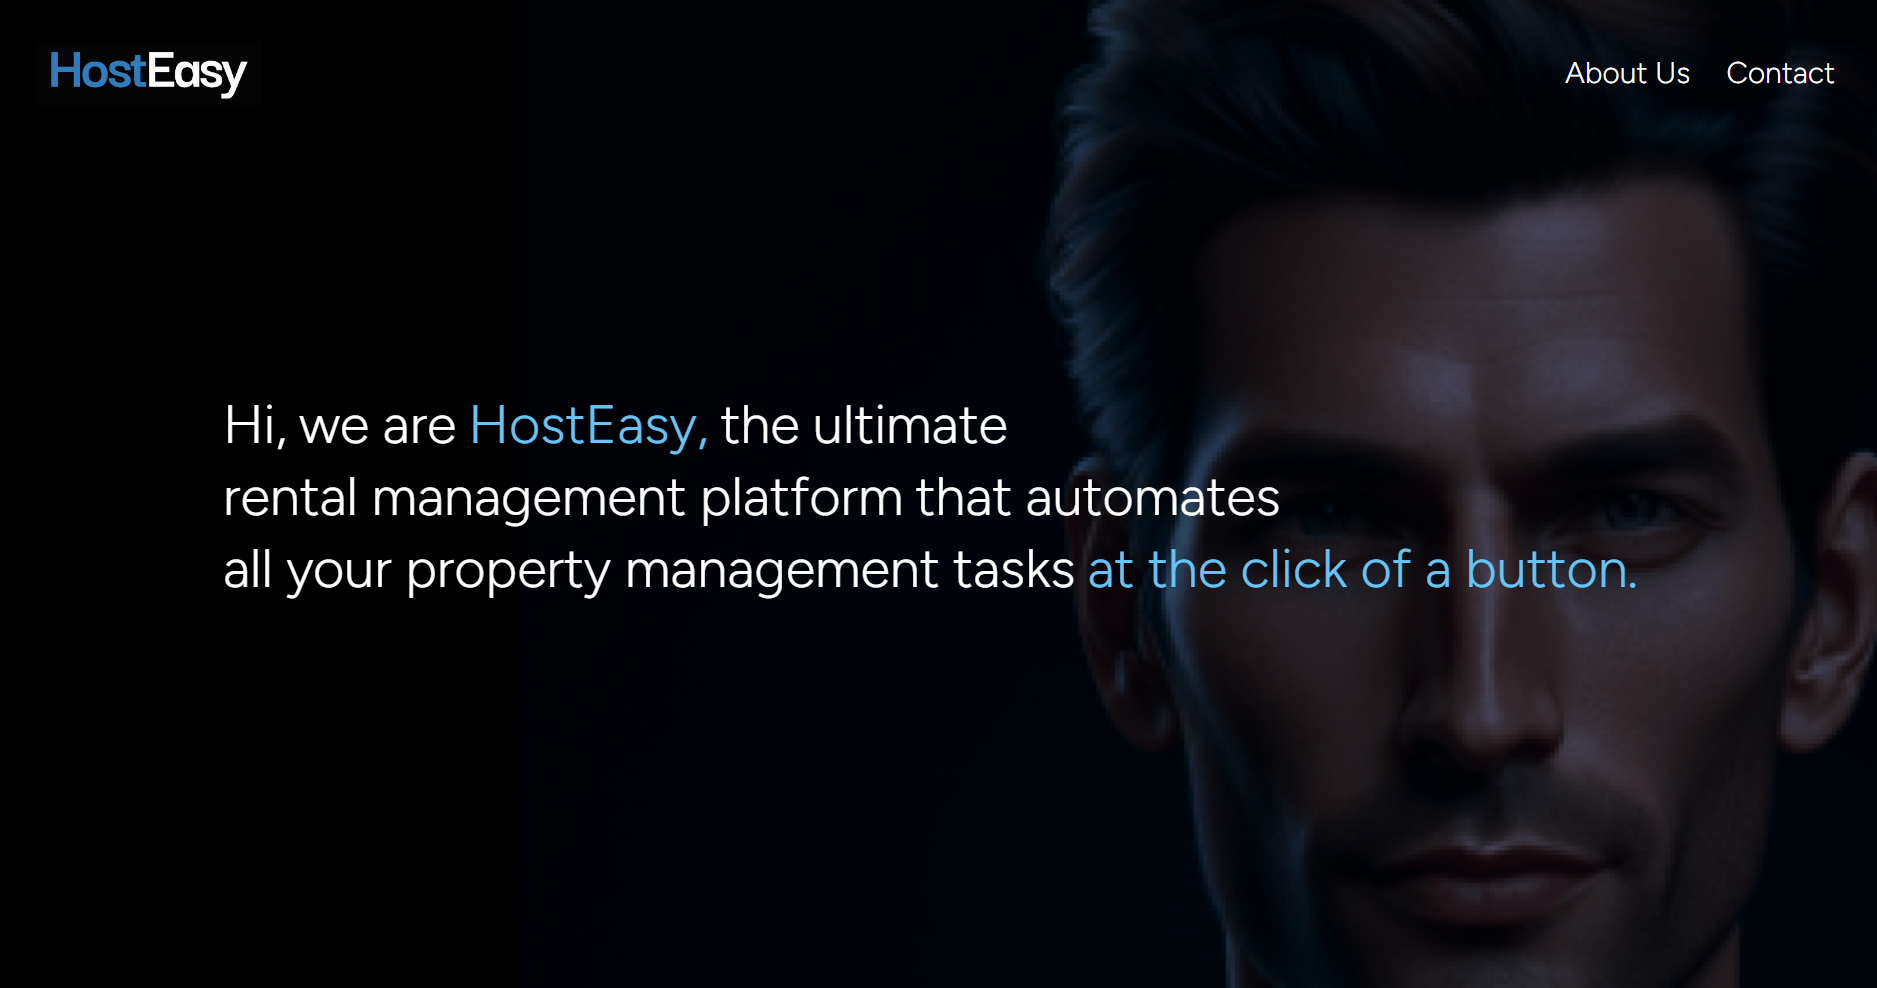 HostEasy
About Us Contact
Hi, we are HostEasy, the ultimate
rental management platform that automates
all your property management tasks at the click of a button.